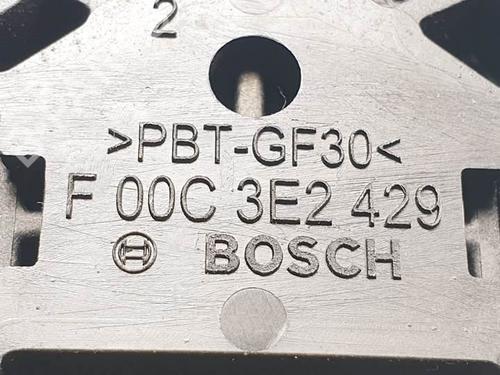 2
>PBT-GF30<
F 00C 3E2 429
BOSCH